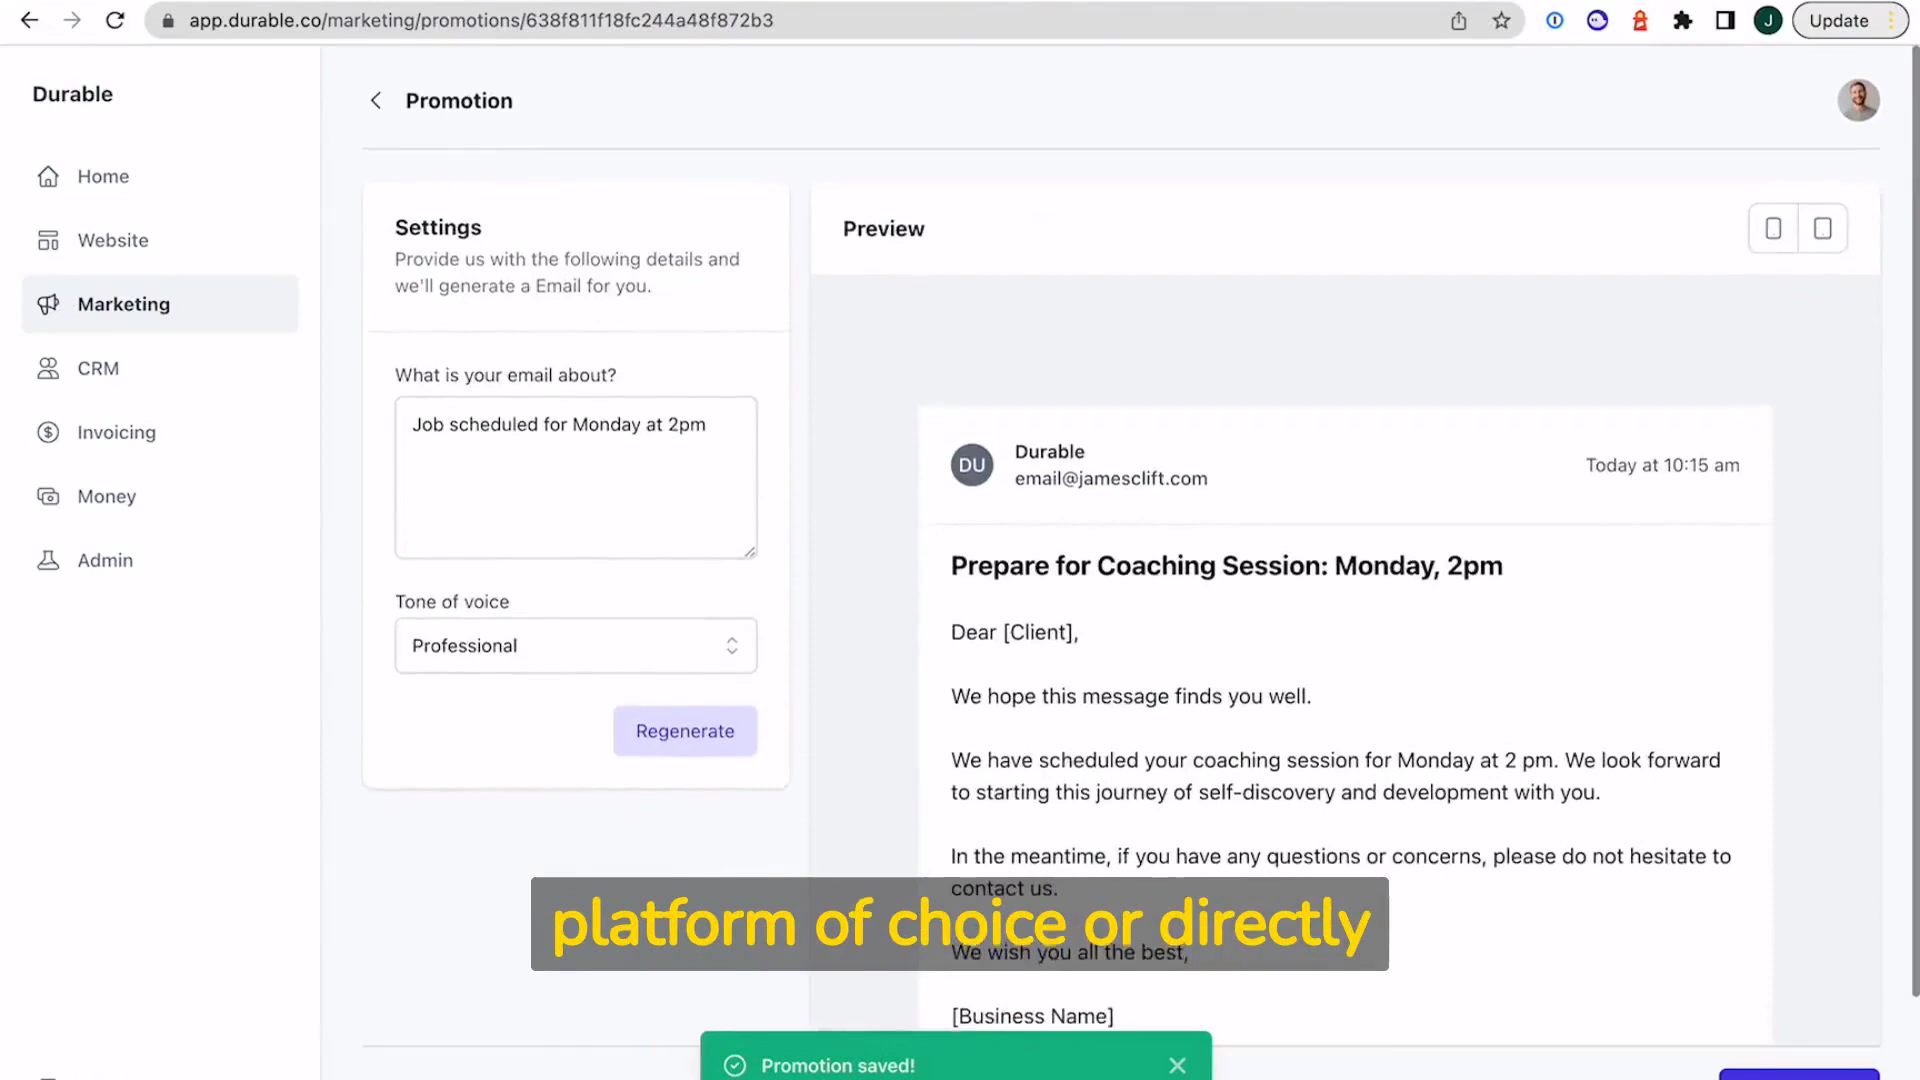 app.durable.co/marketing/promotions/638f811f18fc244a48f872b3
J
Update
Durable
Home
Website
Marketing
CRM
Invoicing
Money
Admin
Promotion
Settings
Provide us with the following details and
we'll generate a Email for you.
What is your email about?
Job scheduled for Monday at 2pm
Tone of voice
Professional
Regenerate
Preview
DU
Durable
email@jamesclift.com
Today at 10:15 am
Prepare for Coaching Session: Monday, 2pm
Dear [Client],
We hope this message finds you well.
We have scheduled your coaching session for Monday at 2 pm. We look forward
to starting this journey of self-discovery and development with you.
In the meantime, if you have any questions or concerns, please do not hesitate to
contact us.
We wish you all the best,
[Business Name]
platform of choice or directly
Promotion saved!